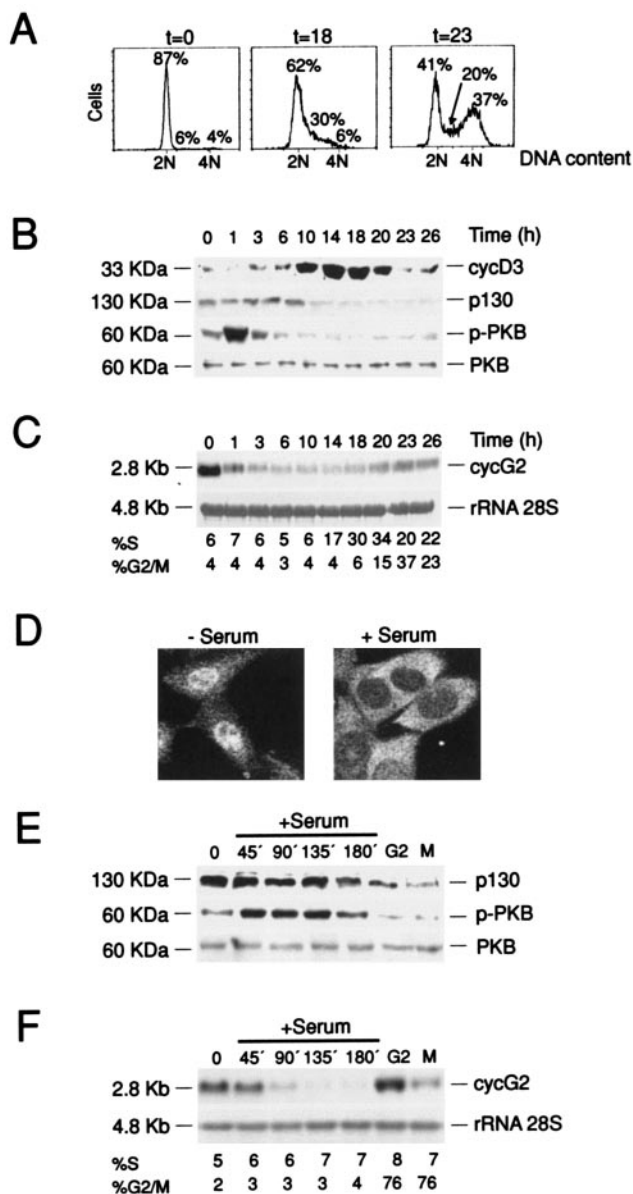 A
t=0 t=18 t=23
87% 62% 41% 20%
37%
30%
6% 4% 6%
Cells
2N 4N 2N 4N 2N 4N DNA content
B
0 1 3 6 10 14 18 20 23 26 Time (h)
33 KDa cycD3
130 KDa p130
60 KDa p-PKB
60 KDa PKB
C
0 1 3 6 10 14 18 20 23 26 Time (h)
2.8 Kb cycG2
4.8 Kb rRNA 28S
%S 6 7 6 5 6 17 30 34 20 22
%G2/M 4 4 4 3 4 4 6 15 37 23
D
- Serum + Serum
E
+Serum
0 45´ 90´ 135´ 180´ G2 M
130 KDa p130
60 KDa p-PKB
60 KDa PKB
F
+Serum
0 45´ 90´ 135´ 180´ G2 M
2.8 Kb cycG2
4.8 Kb rRNA 28S
%S 5 6 6 7 7 8 7
%G2/M 2 3 3 3 4 76 76